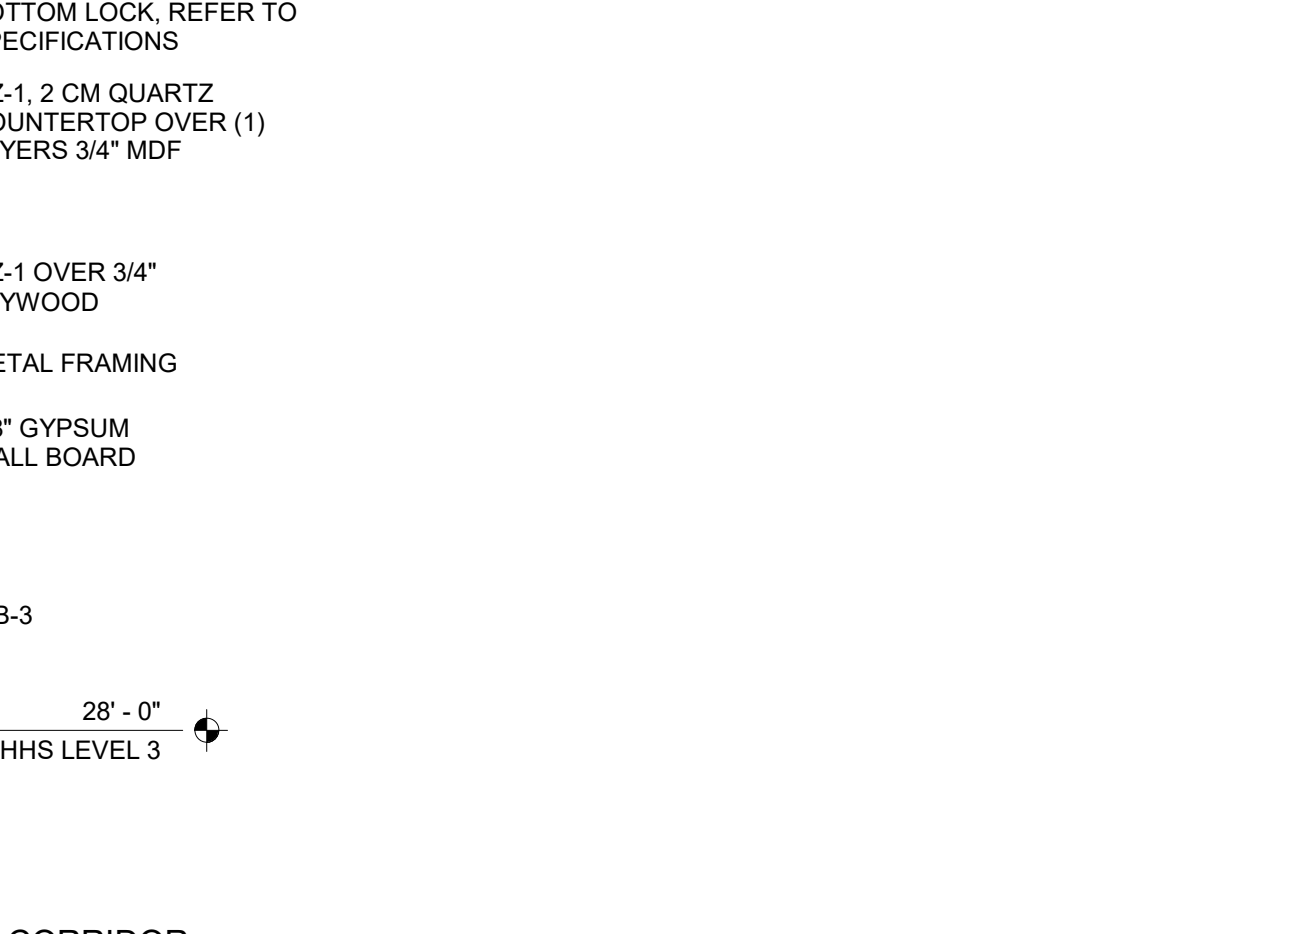 OTTOM LOCK, REFER TO
PECIFICATIONS
Z-1, 2 CM QUARTZ
OUNTERTOP OVER (1)
YERS 3/4" MDF
Z-1 OVER 3/4"
YWOOD
ETAL FRAMING
8" GYPSUM
ALL BOARD
B-3
28' - 0"
HHS LEVEL 3
CORRIDOR